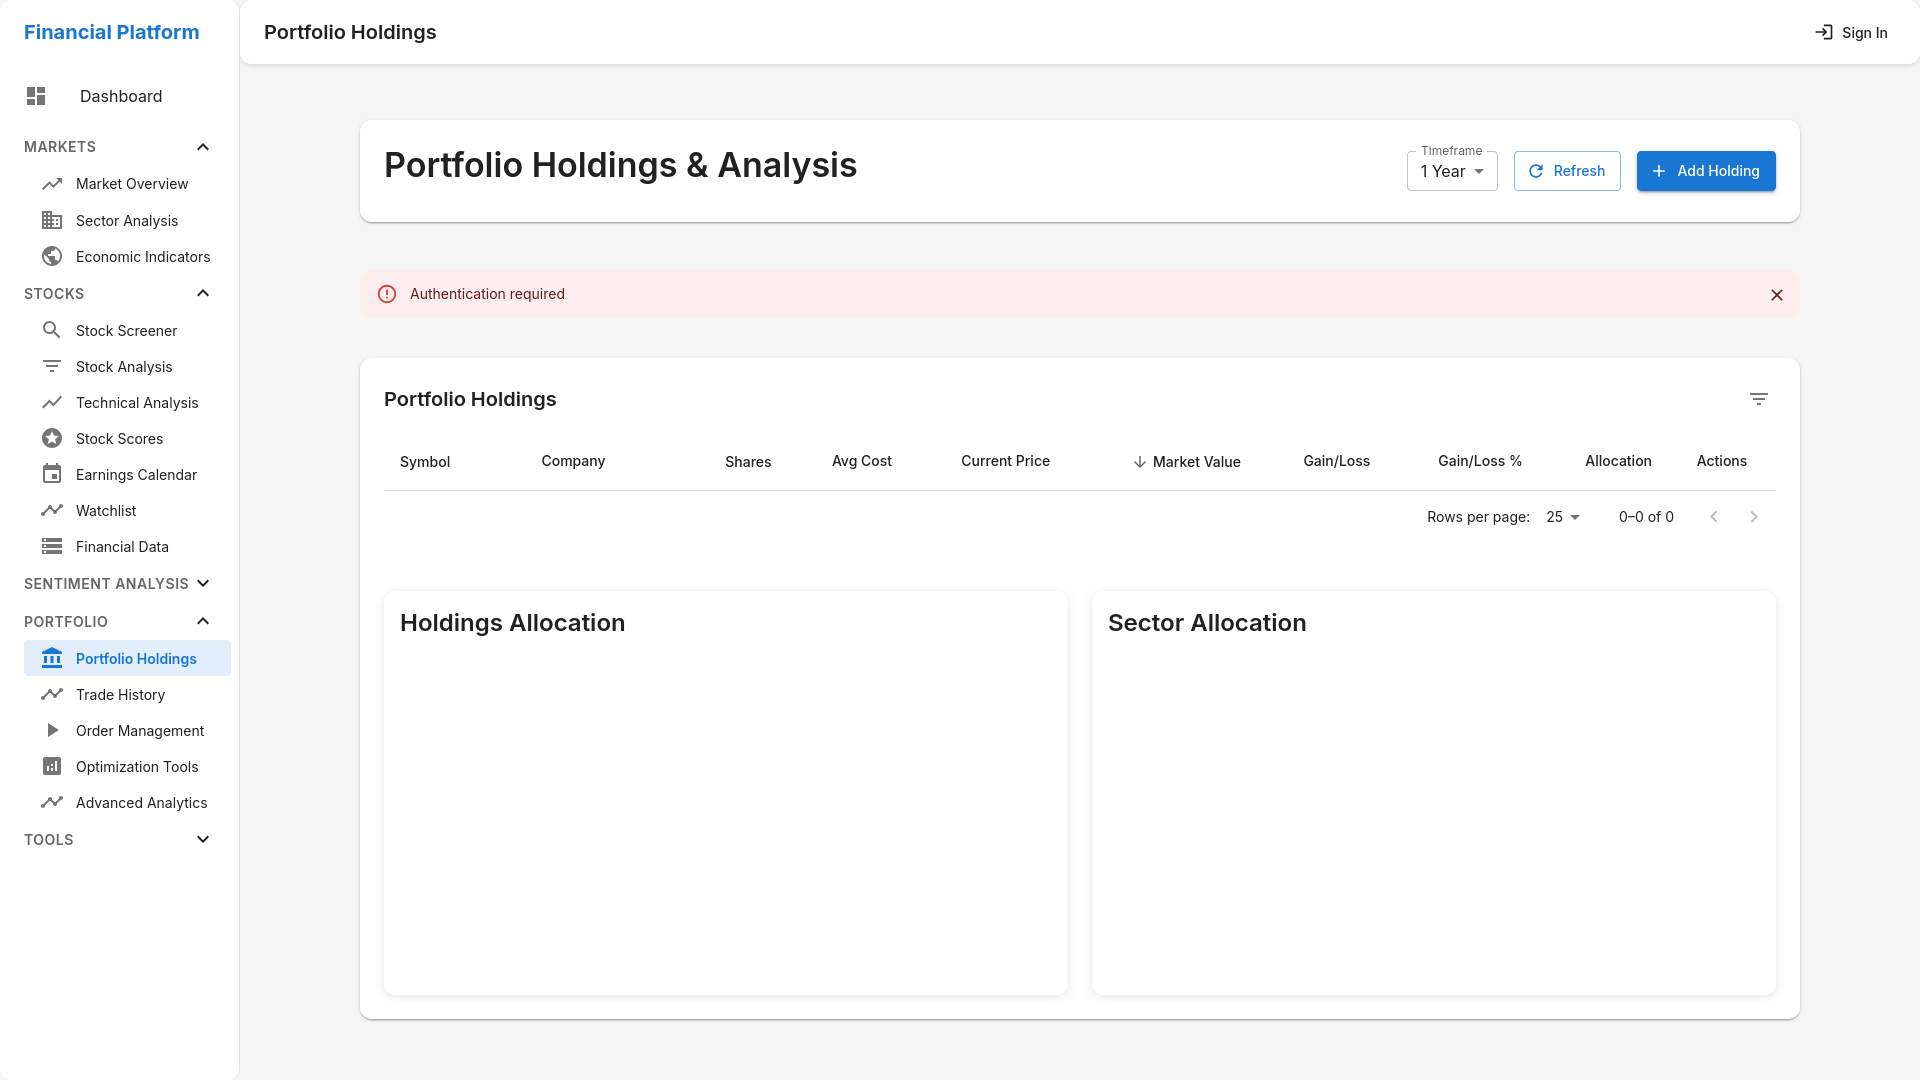 Financial Platform
Portfolio Holdings
Sign In
Dashboard
MARKETS
Market Overview
Sector Analysis
Economic Indicators
STOCKS
Stock Screener
Stock Analysis
Technical Analysis
Stock Scores
Earnings Calendar
Watchlist
Financial Data
SENTIMENT ANALYSIS
PORTFOLIO
Portfolio Holdings
Trade History
Order Management
Optimization Tools
Advanced Analytics
TOOLS
Portfolio Holdings & Analysis
Timeframe
1 Year
Refresh
Add Holding
Authentication required
Portfolio Holdings
Symbol Company Shares Avg Cost Current Price Market Value Gain/Loss Gain/Loss % Allocation Actions
Rows per page: 25 0–0 of 0
Holdings Allocation
Sector Allocation